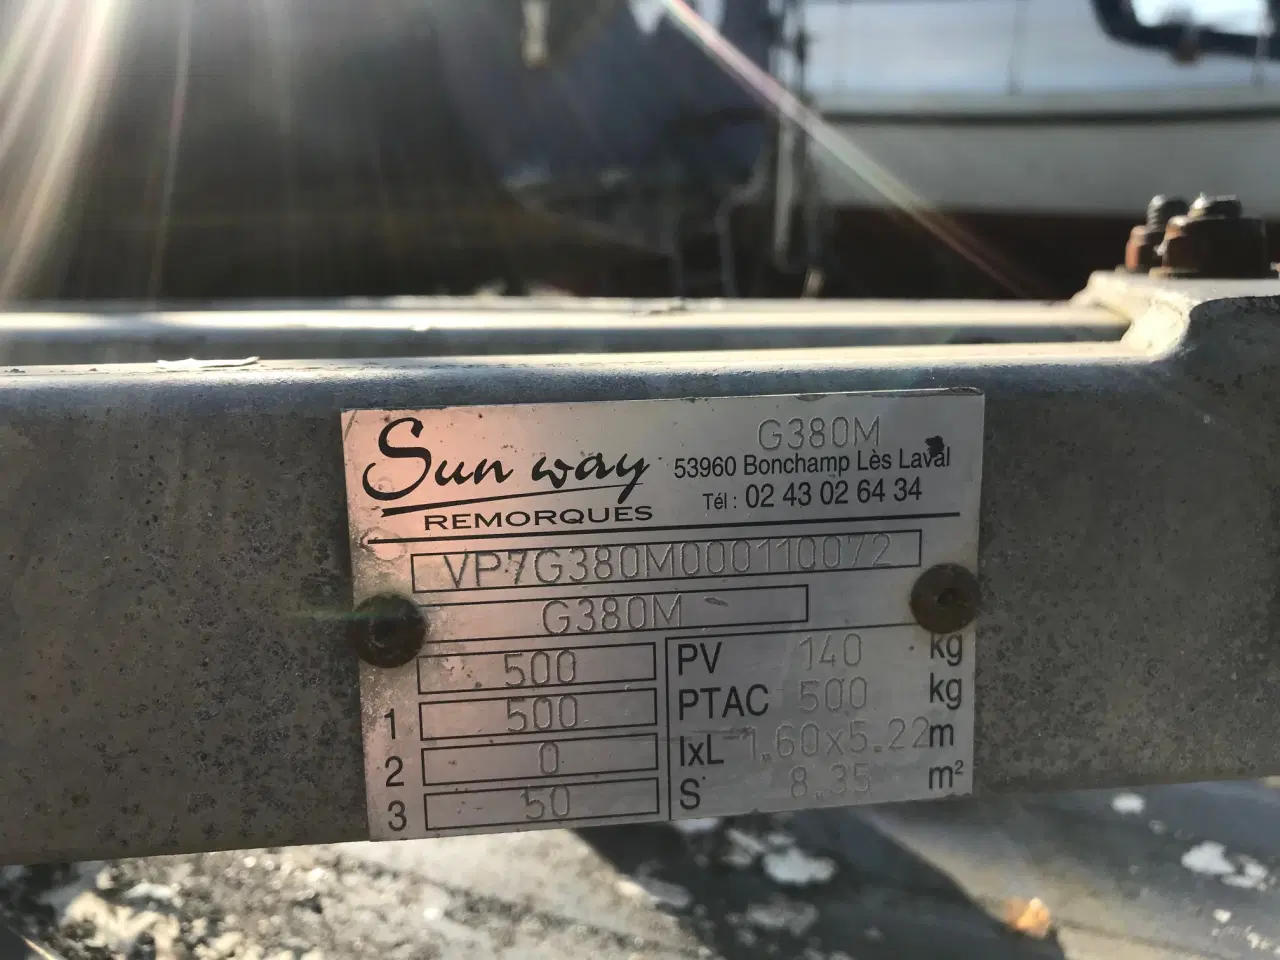 G380M
Sun way
REMORQUES
53960 Bonchamp Lès Laval
Tél : 02 43 02 64 34
VP7G380M000110072
G380M
500
1 500
2 0
3 50
PV 140 kg
PTAC 500 kg
lxL 1.60x5.22 m
S 8.35 m²